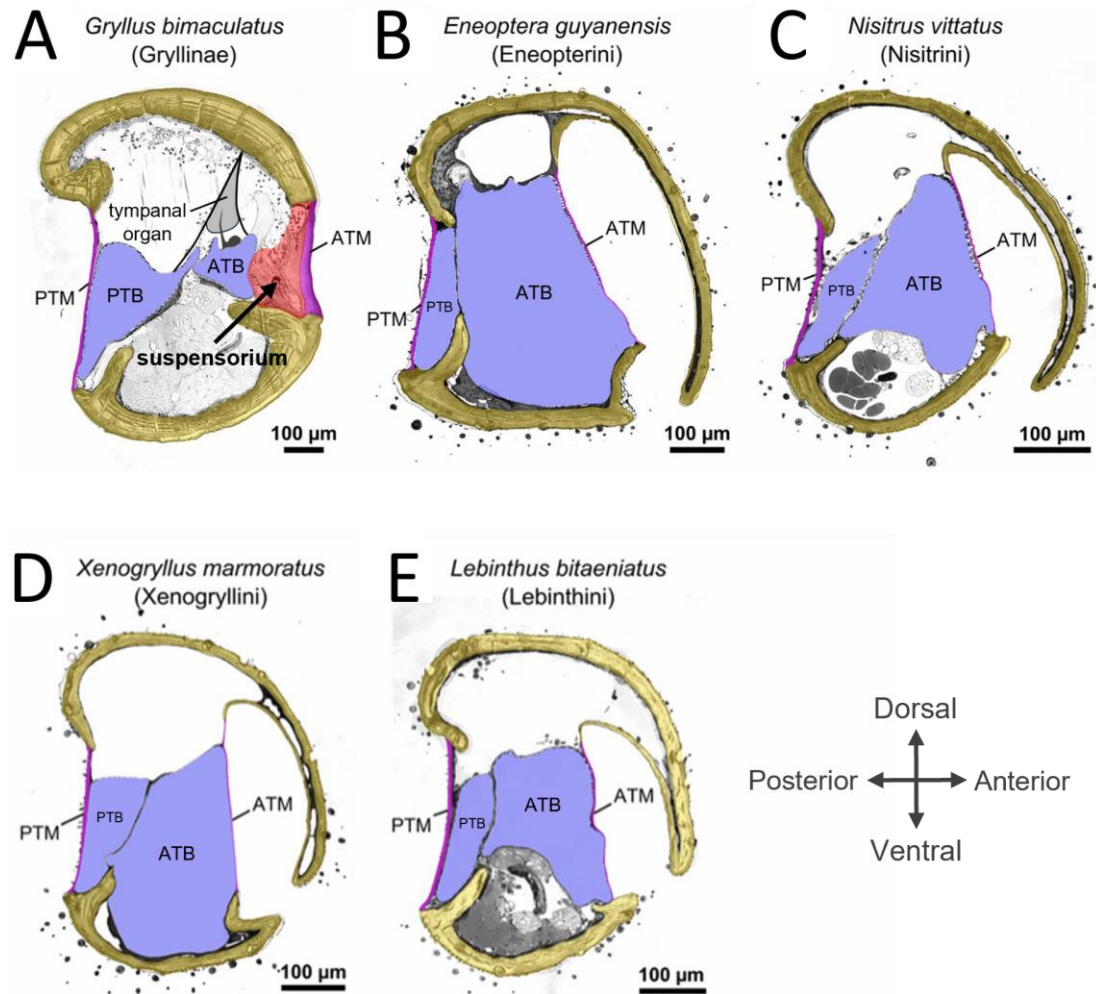 A
Gryllus bimaculatus
(Gryllinae)
tympanal
organ
ATM
ATB
PTM
PTB
suspensorium
100 µm
B
Eneoptera guyanensis
(Eneopterini)
ATM
PTM
PTB
ATB
100 µm
C
Nisitrus vittatus
(Nisitrini)
PTM
ATM
PTB
ATB
100 µm
D
Xenogryllus marmoratus
(Xenogryllini)
PTM
PTB
ATM
ATB
100 µm
E
Lebinthus bitaeniatus
(Lebinthini)
ATB
PTM
PTB
ATM
100 µm
Dorsal
Posterior
Anterior
Ventral